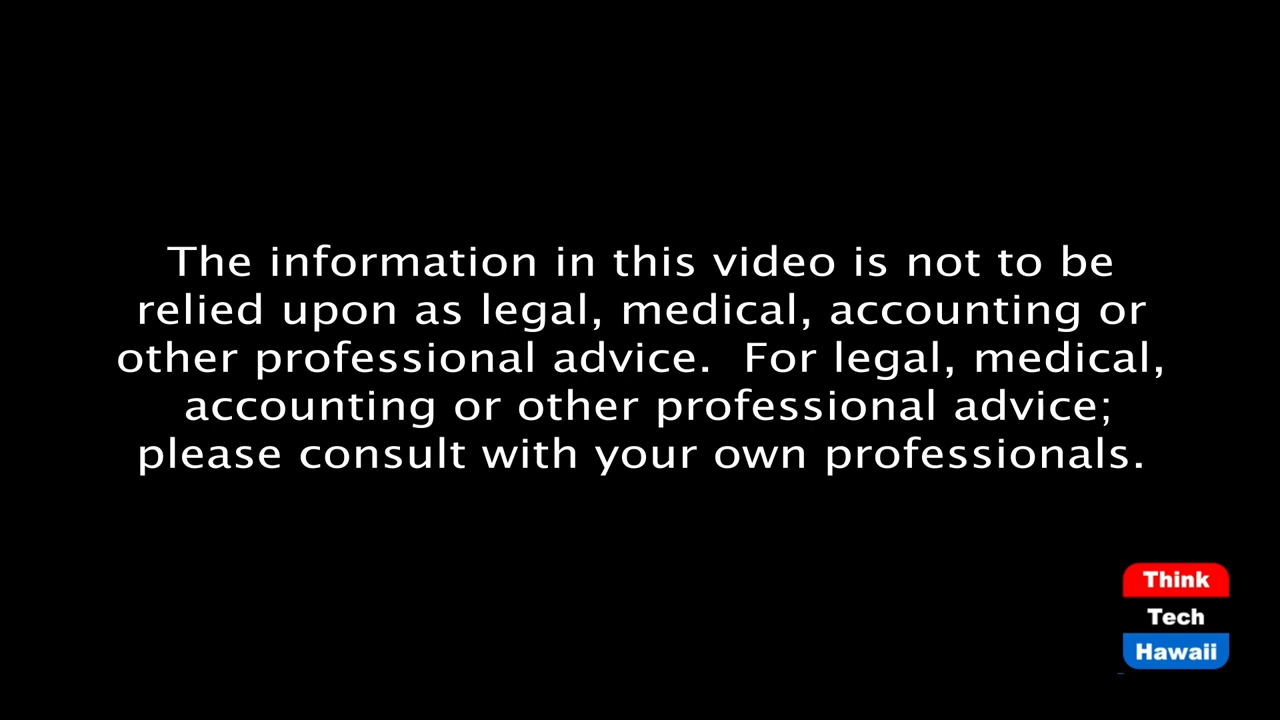 The information in this video is not to be
relied upon as legal, medical, accounting or
other professional advice.  For legal, medical,
accounting or other professional advice;
please consult with your own professionals.
Think
Tech
Hawaii